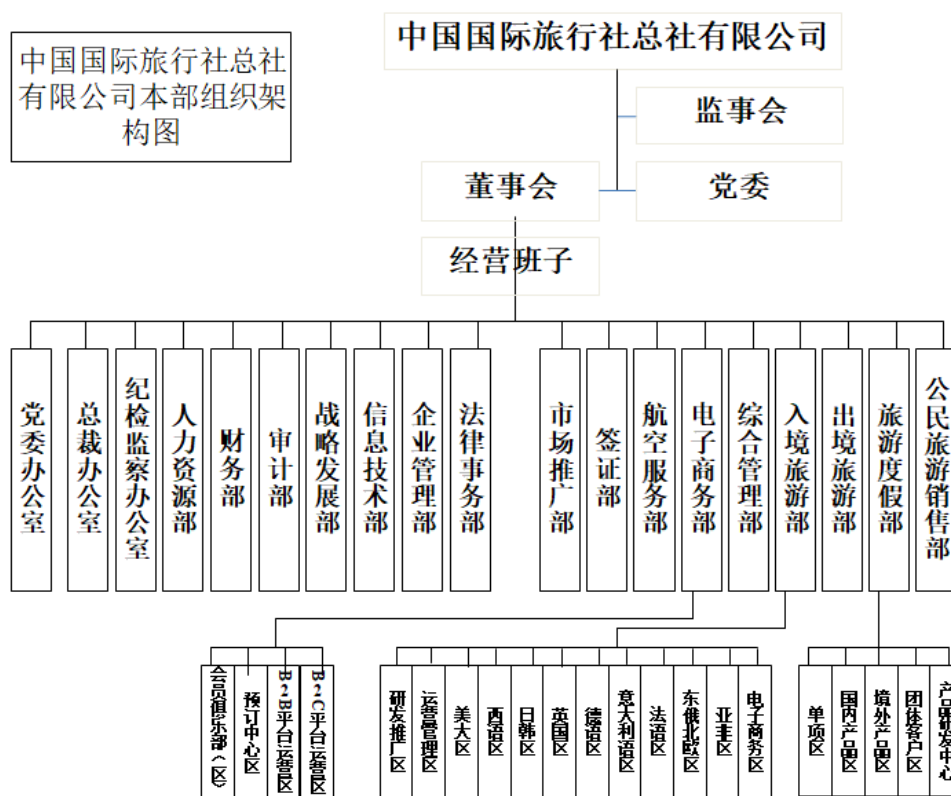 中国国际旅行社总社
有限公司本部组织架
构图
中国国际旅行社总社有限公司
监事会
董事会
党委
经营班子
党委办公室
总裁办公室
纪检监察办公室
人力资源部
财务部
审计部
战略发展部
信息技术部
企业管理部
法律事务部
市场推广部
签证部
航空服务部
电子商务部
综合管理部
入境旅游部
出境旅游部
旅游度假部
公民旅游销售部
会员俱乐部（区）
预订中心区
B2B平台运营区
B2C平台运营区
研发推广区
运营管理区
美大区
西语区
日韩区
英国区
德语区
意大利语区
法语区
东俄北欧区
亚非区
电子商务区
单项区
国内产品区
境外产品区
团体客户区
产品研发中心